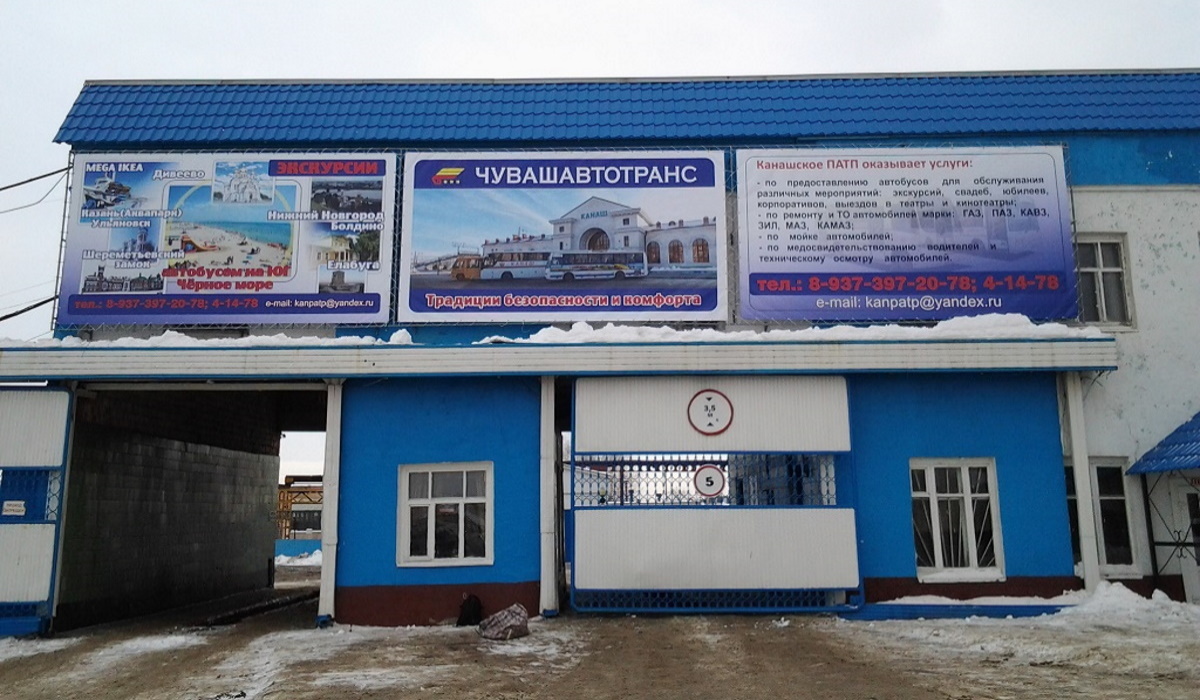 MEGA IKEA
Дивеево
ЭКСКУРСИИ
Казань(Аквапарк)
Ульяновск
Нижний Новгород
Болдино
Шереметьевский
замок
Елабуга
автобусом на ЮГ
Чёрное море
тел.: 8-937-397-20-78; 4-14-78 e-mail: kanpatp@yandex.ru
ЧУВАШАВТОТРАНС
КАНАШ
Традиции безопасности и комфорта
Канашское ПАТП оказывает услуги:
- по предоставлению автобусов для обслуживания
различных мероприятий: экскурсий, свадеб, юбилеев,
корпоративов, выездов в театры и кинотеатры;
- по ремонту и ТО автомобилей марки: ГАЗ, ПАЗ, КАВЗ,
ЗИЛ, МАЗ, КАМАЗ;
- по мойке автомобилей;
- по медосвидетельствованию водителей и
техническому осмотру автомобилей.
тел.: 8-937-397-20-78; 4-14-78
e-mail: kanpatp@yandex.ru
3,5
м
5